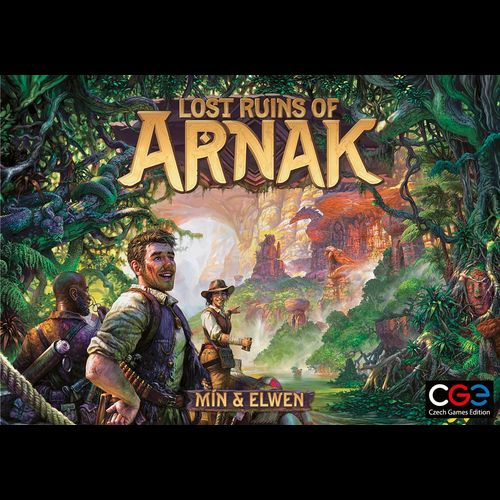 LOST RUINS OF
ARNAK
MÍN & ELWEN
CGE
Czech Games Edition